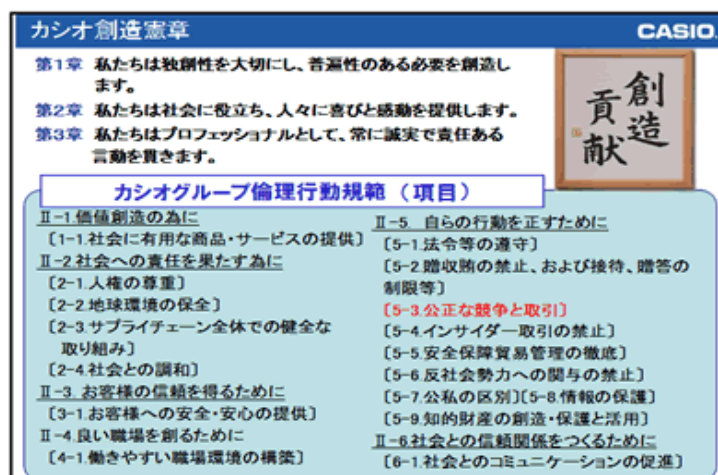 カシオ創造憲章
CASIO.
第1章 私たちは独創性を大切にし、普遍性のある必要を創造し
ます。
第2章 私たちは社会に役立ち、人々に喜びと感動を提供します。
第3章 私たちはプロフェッショナルとして、常に誠実で責任ある
言動を貫きます。
創造
貢献
カシオグループ倫理行動規範(項目)
Ⅱ-1.価値創造の為に
〔1-1.社会に有用な商品・サービスの提供〕
Ⅱ-2.社会への責任を果たす為に
〔2-1.人権の尊重〕
〔2-2.地球環境の保全〕
〔2-3.サプライチェーン全体での健全な
取り組み〕
〔2-4.社会との調和〕
Ⅱ-3.お客様の信頼を得るために
〔3-1.お客様への安全・安心の提供〕
Ⅱ-4.良い職場を創るために
〔4-1.働きやすい職場環境の構築〕
Ⅱ-5. 自らの行動を正すために
〔5-1.法令等の遵守〕
〔5-2.贈収賄の禁止、および接待、贈答の
制限等〕
〔5-3.公正な競争と取引〕
〔5-4.インサイダー取引の禁止〕
〔5-5.安全保障貿易管理の徹底〕
〔5-6.反社会勢力への関与の禁止〕
〔5-7.公私の区別〕〔5-8.情報の保護〕
〔5-9.知的財産の創造・保護と活用〕
Ⅱ-6.社会との信頼関係をつくるために
〔6-1.社会とのコミュニケーションの促進〕